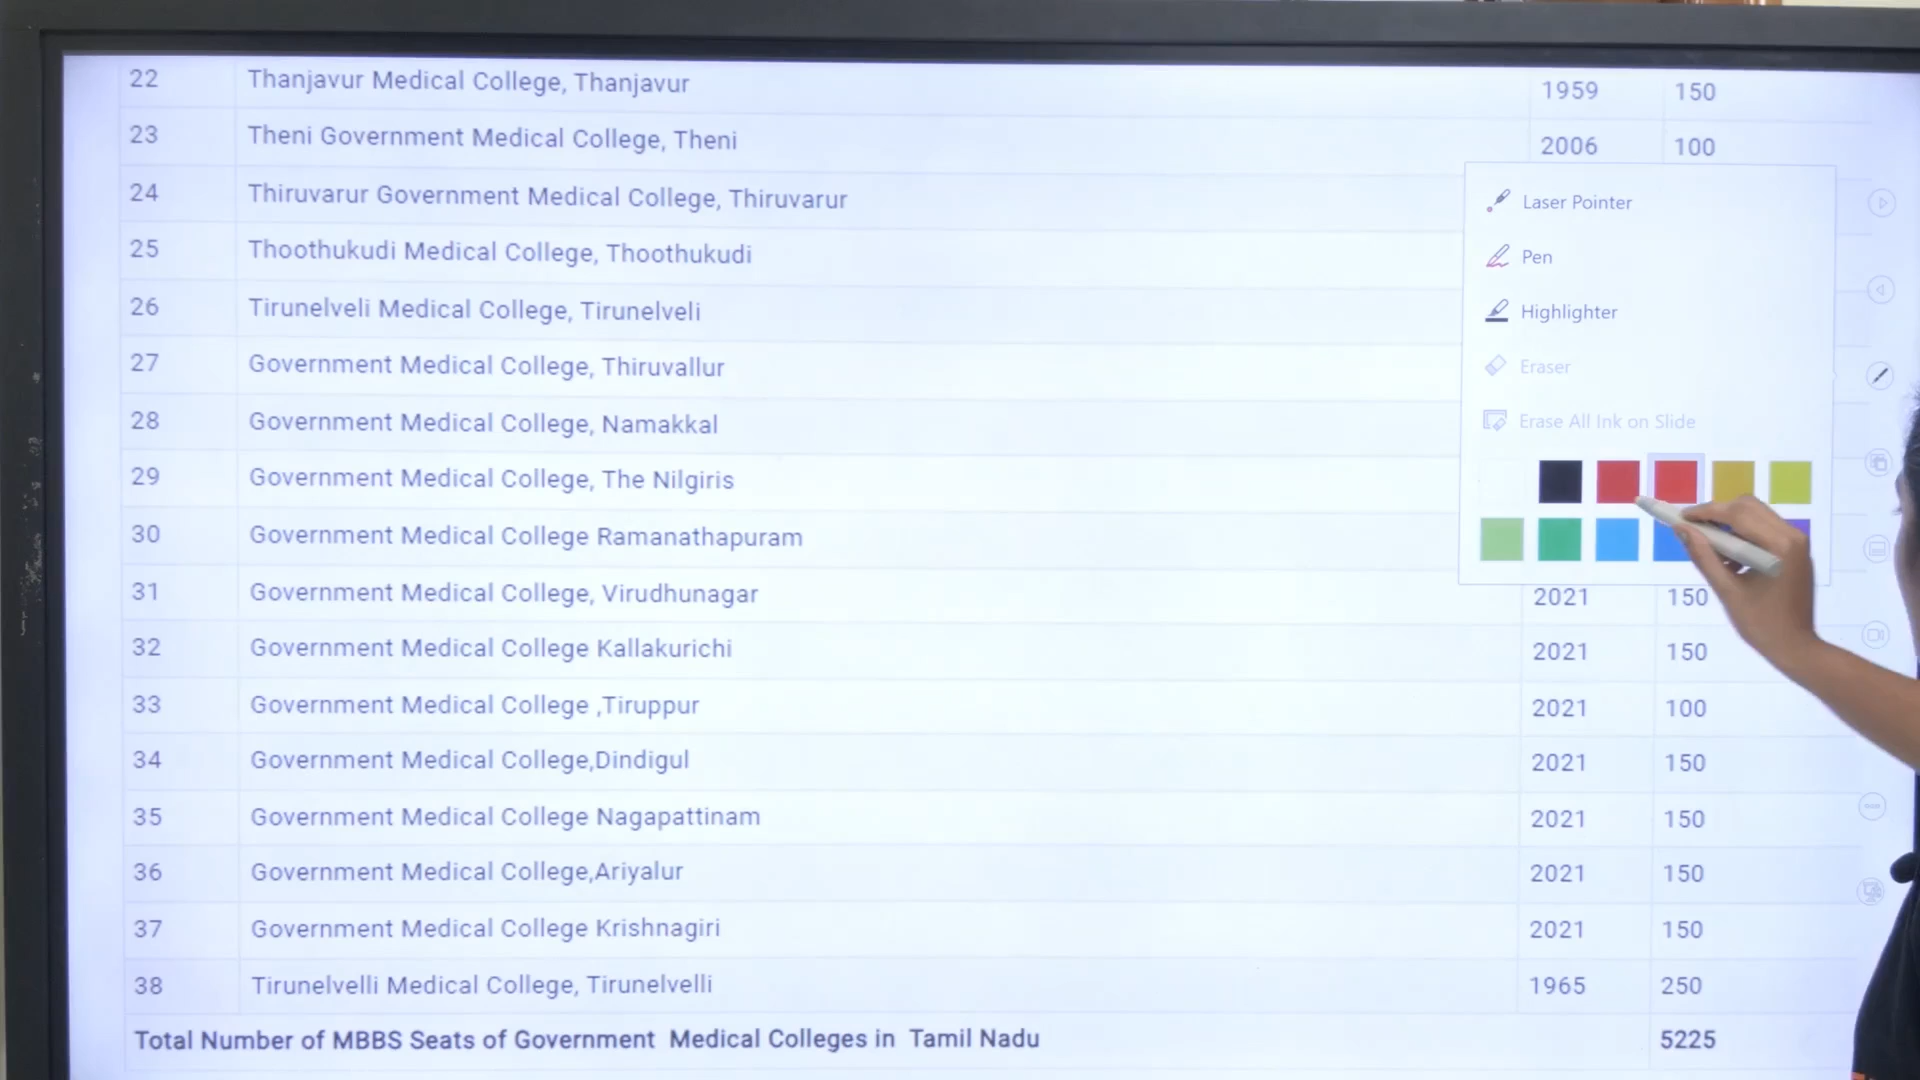 22 Thanjavur Medical College, Thanjavur 1959 150
23 Theni Government Medical College, Theni 2006 100
24 Thiruvarur Government Medical College, Thiruvarur
25 Thoothukudi Medical College, Thoothukudi
26 Tirunelveli Medical College, Tirunelveli
27 Government Medical College, Thiruvallur
28 Government Medical College, Namakkal
29 Government Medical College, The Nilgiris
30 Government Medical College Ramanathapuram
31 Government Medical College, Virudhunagar 2021 150
32 Government Medical College Kallakurichi 2021 150
33 Government Medical College ,Tiruppur 2021 100
34 Government Medical College,Dindigul 2021 150
35 Government Medical College Nagapattinam 2021 150
36 Government Medical College,Ariyalur 2021 150
37 Government Medical College Krishnagiri 2021 150
38 Tirunelvelli Medical College, Tirunelvelli 1965 250
Total Number of MBBS Seats of Government Medical Colleges in Tamil Nadu 5225
Laser Pointer
Pen
Highlighter
Eraser
Erase All Ink on Slide